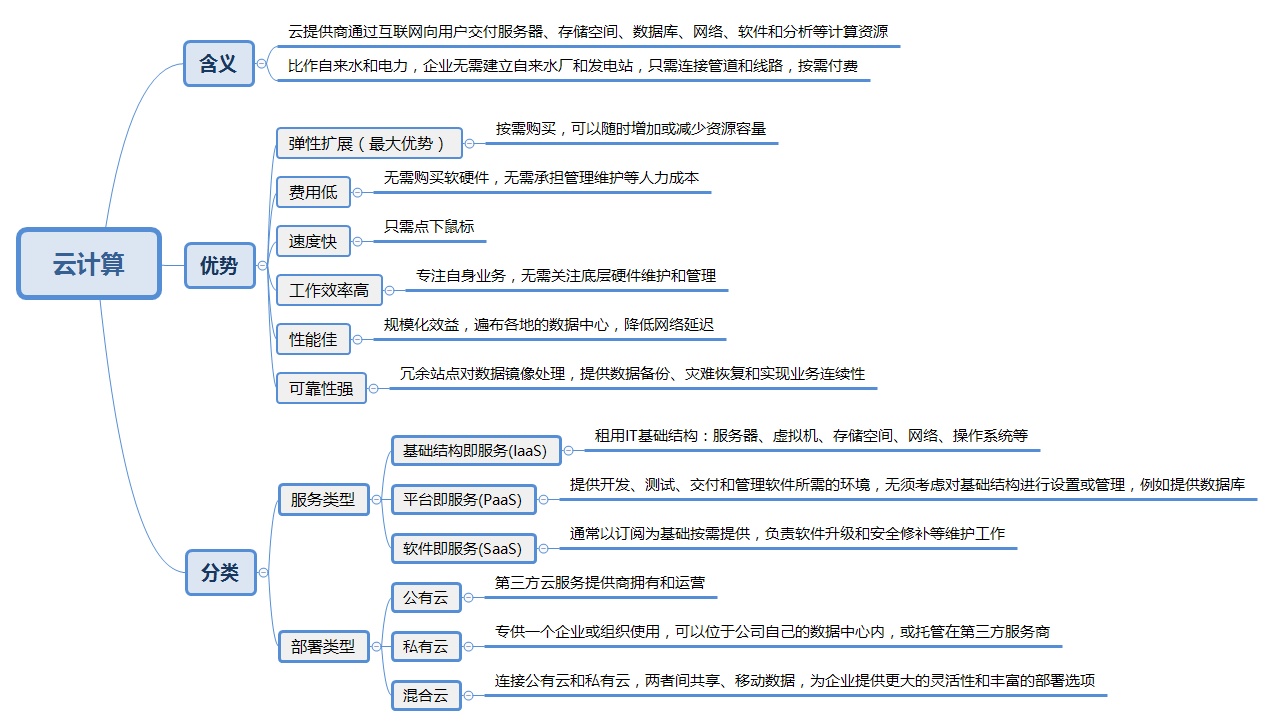 云计算
含义
云提供商通过互联网向用户交付服务器、存储空间、数据库、网络、软件和分析等计算资源
比作自来水和电力，企业无需建立自来水厂和发电站，只需连接管道和线路，按需付费
优势
弹性扩展（最大优势）
按需购买，可以随时增加或减少资源容量
费用低
无需购买软硬件，无需承担管理维护等人力成本
速度快
只需点下鼠标
工作效率高
专注自身业务，无需关注底层硬件维护和管理
性能佳
规模化效益，遍布各地的数据中心，降低网络延迟
可靠性强
冗余站点对数据镜像处理，提供数据备份、灾难恢复和实现业务连续性
分类
服务类型
基础结构即服务(IaaS)
租用IT基础结构：服务器、虚拟机、存储空间、网络、操作系统等
平台即服务(PaaS)
提供开发、测试、交付和管理软件所需的环境，无须考虑对基础结构进行设置或管理，例如提供数据库
软件即服务(SaaS)
通常以订阅为基础按需提供，负责软件升级和安全修补等维护工作
部署类型
公有云
第三方云服务提供商拥有和运营
私有云
专供一个企业或组织使用，可以位于公司自己的数据中心内，或托管在第三方服务商
混合云
连接公有云和私有云，两者间共享、移动数据，为企业提供更大的灵活性和丰富的部署选项